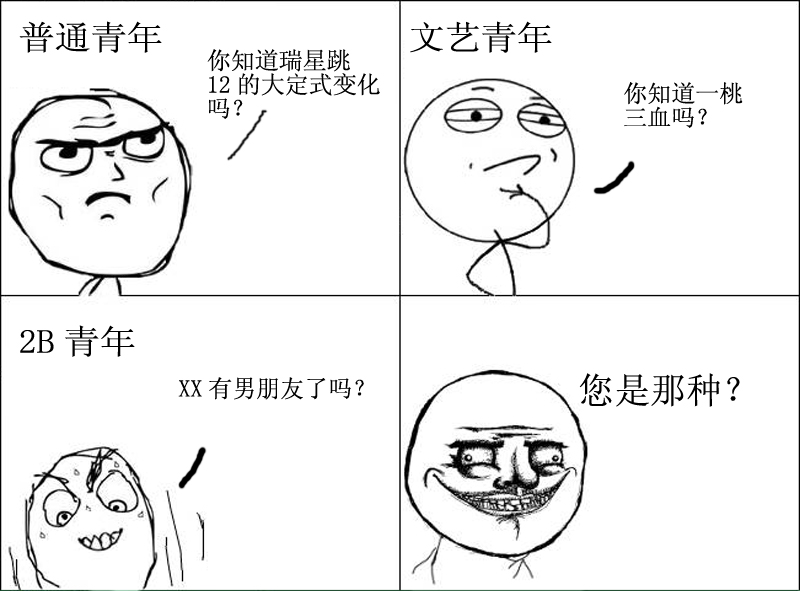 普通青年
你知道瑞星跳
12的大定式变化
吗？
文艺青年
你知道一桃
三血吗？
2B 青年
XX 有男朋友了吗？
您是那种？